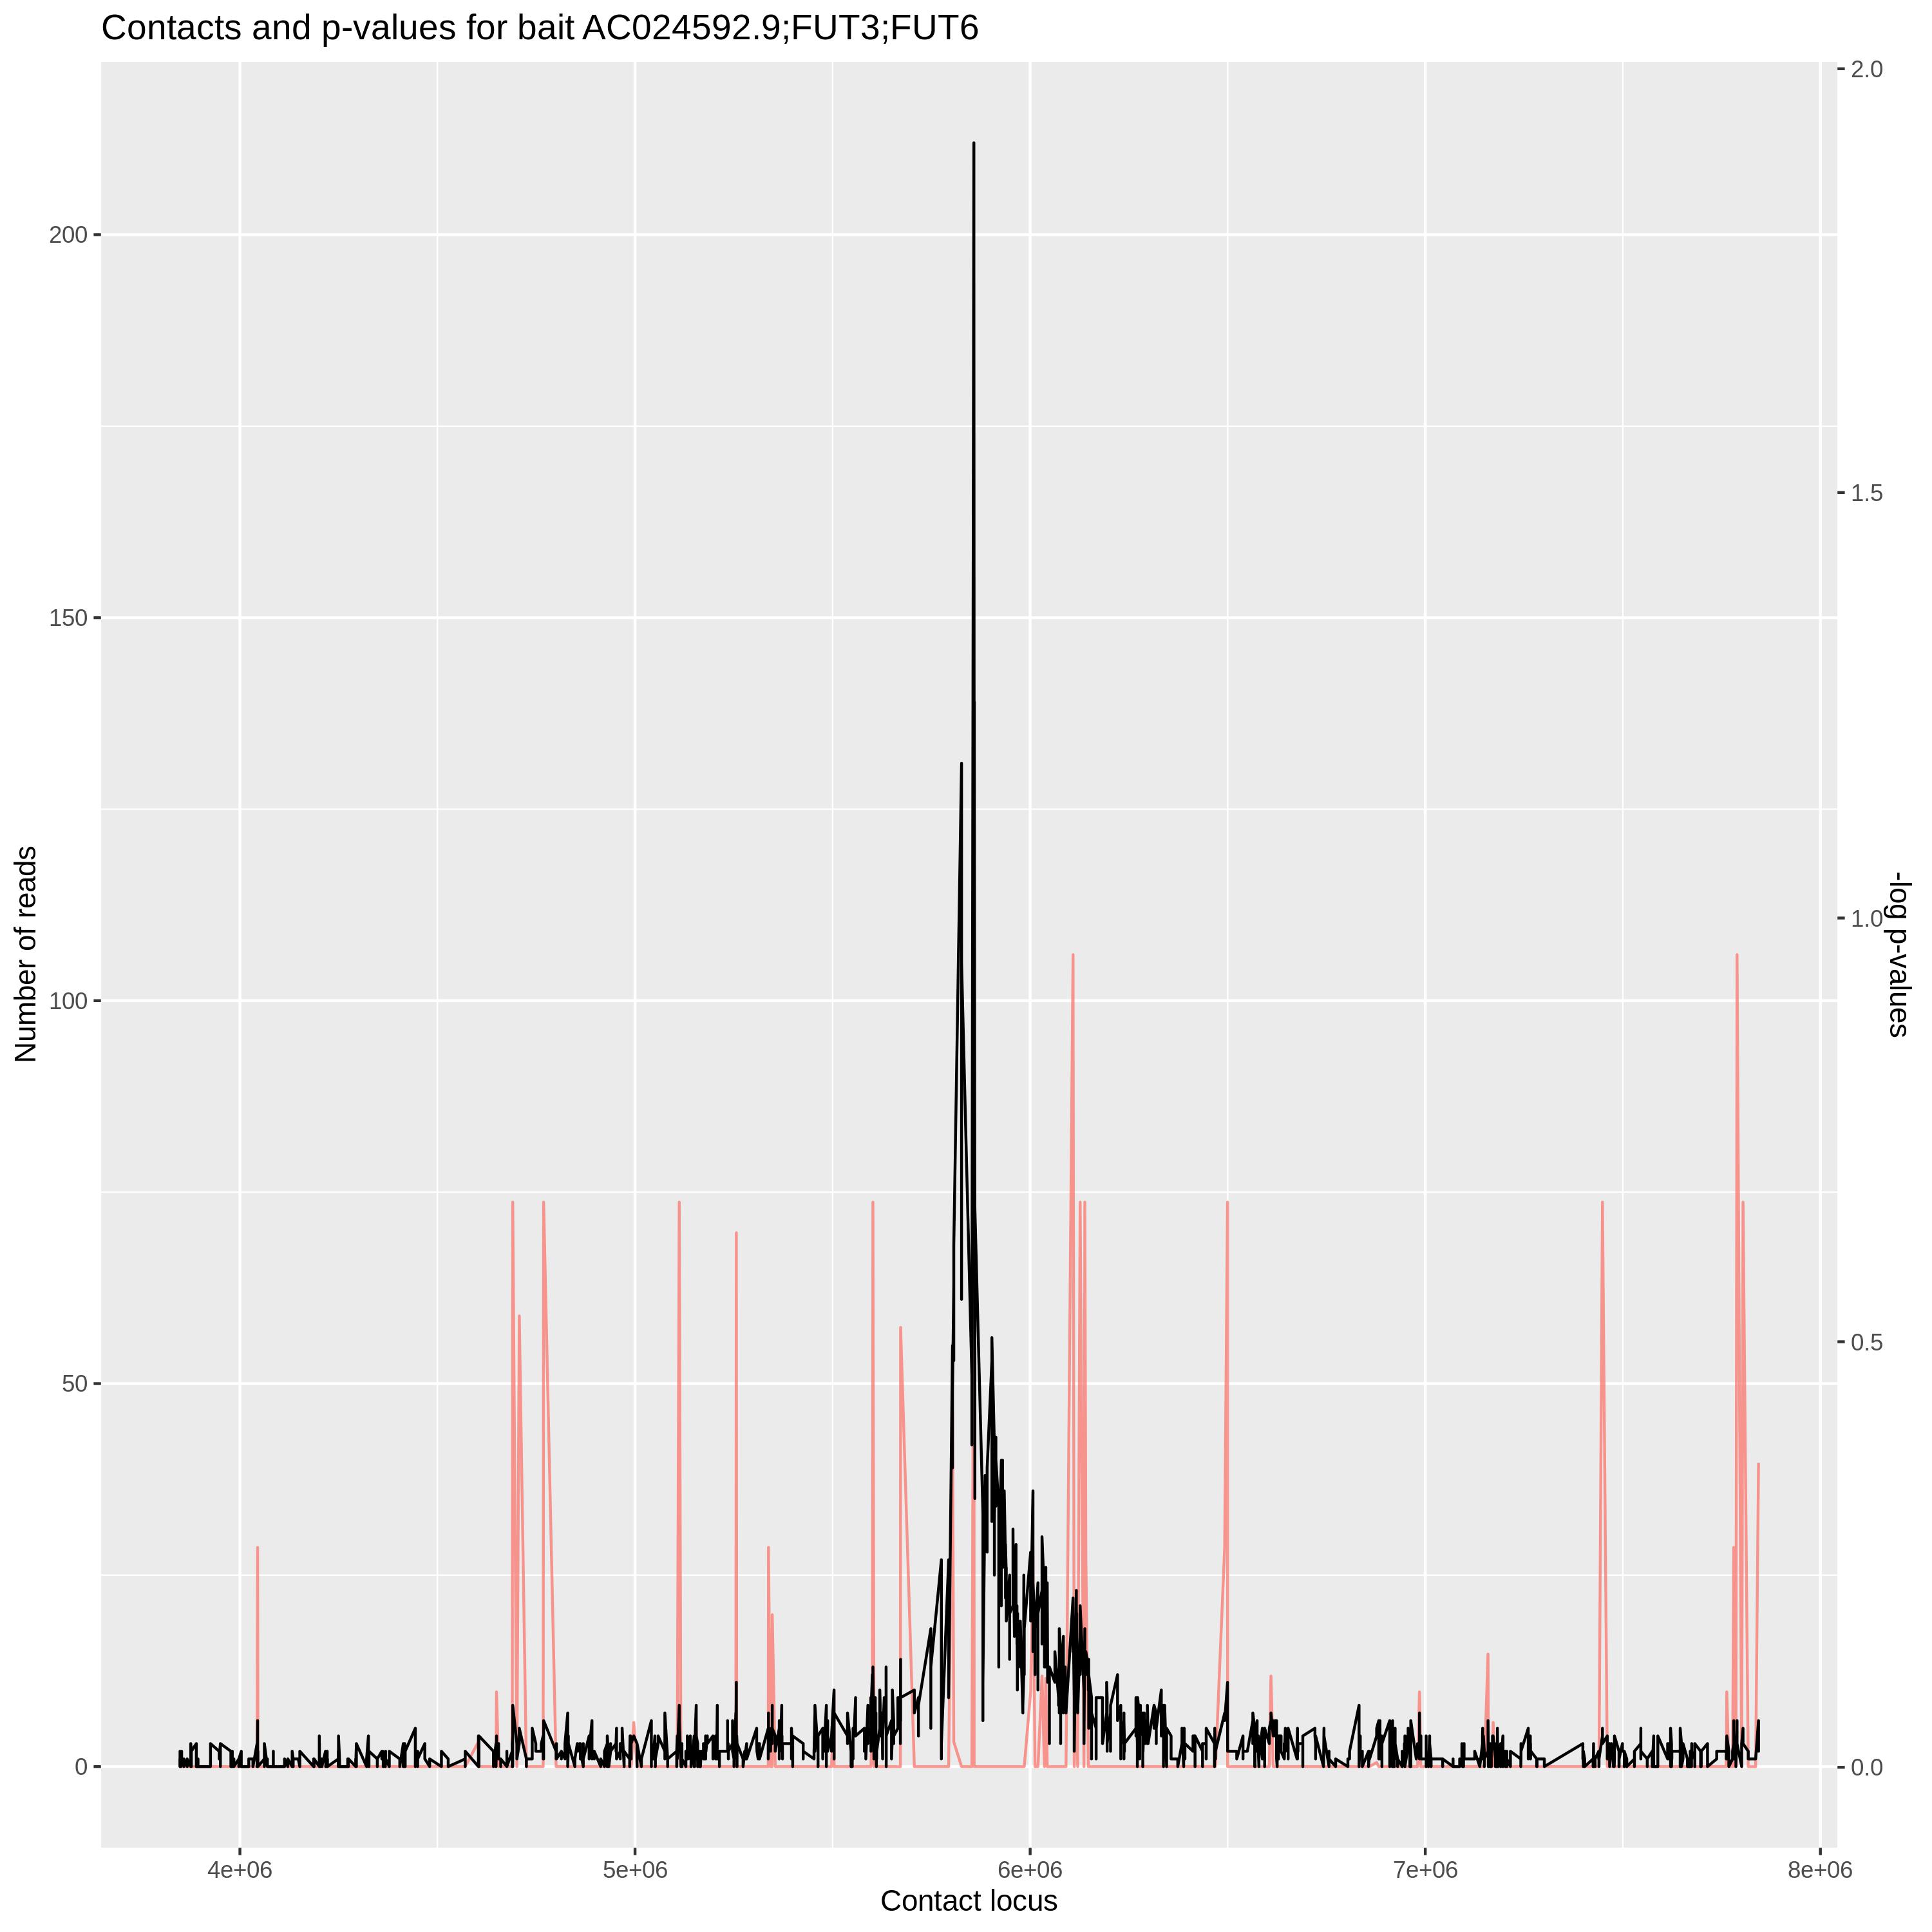 Contacts and p-values for bait AC024592.9;FUT3;FUT6
Number of reads
200
150
100
50
0
2.0
1.5
1.0
0.5
0.0
-log p-values
4e+06 5e+06 6e+06 7e+06 8e+06
Contact locus